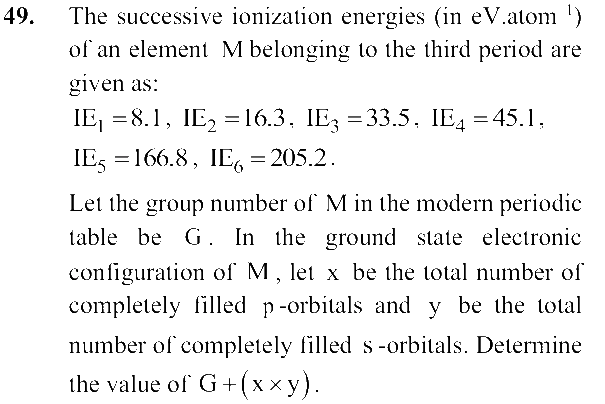 49. The successive ionization energies (in eV.atom ¹)
of an element M belonging to the third period are
given as:
IE₁ = 8.1, IE₂ = 16.3, IE₃ = 33.5, IE₄ = 45.1,
IE₅ = 166.8, IE₆ = 205.2.
Let the group number of M in the modern periodic
table be G. In the ground state electronic
configuration of M, let x be the total number of
completely filled p-orbitals and y be the total
number of completely filled s-orbitals. Determine
the value of G + (x × y).